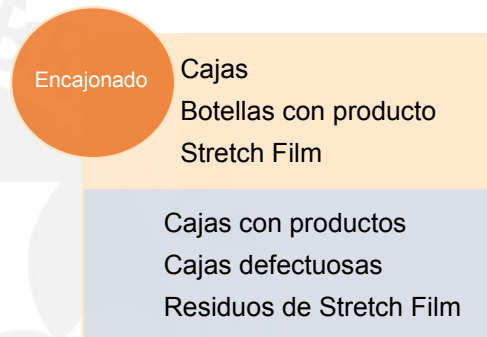 Encajonado
Cajas
Botellas con producto
Stretch Film
Cajas con productos
Cajas defectuosas
Residuos de Stretch Film